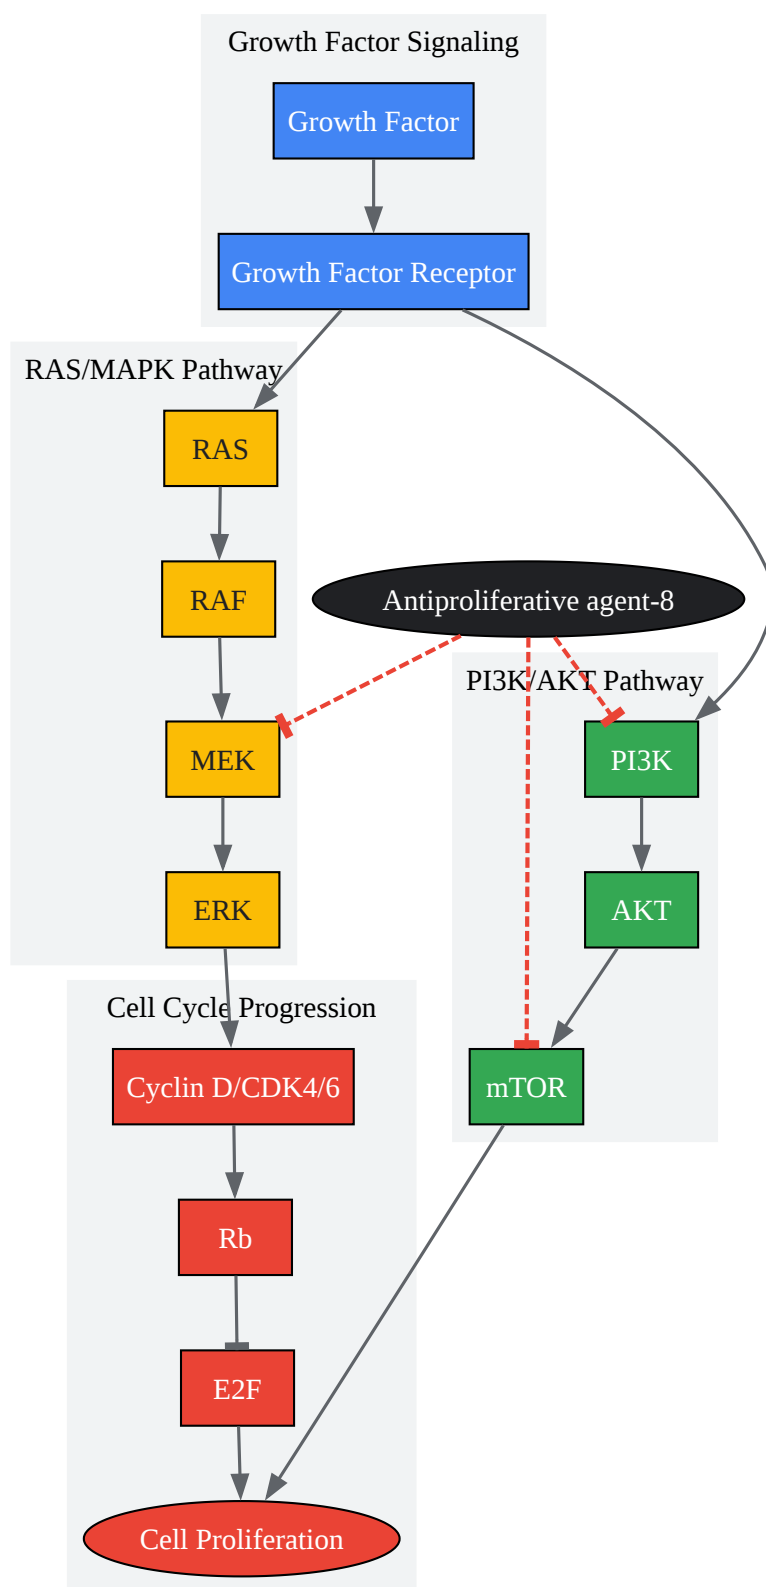 Growth Factor Signaling
Growth Factor
Growth Factor Receptor
RAS/MAPK Pathway
RAS
RAF
Antiproliferative agent-8
PI3K/AKT Pathway
MEK
PI3K
ERK
AKT
Cell Cycle Progression
Cyclin D/CDK4/6
mTOR
Rb
E2F
Cell Proliferation